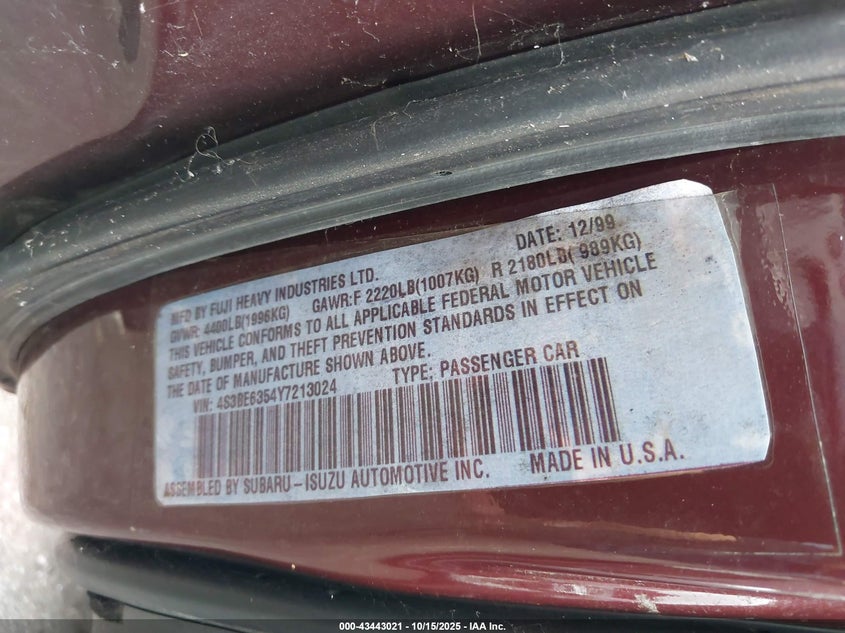 MFD BY FUJI HEAVY INDUSTRIES LTD. DATE: 12/99
GVWR: 4400LB(1996KG) GAWR:F 2220LB(1007KG) R 2180LB( 989KG)
THIS VEHICLE CONFORMS TO ALL APPLICABLE FEDERAL MOTOR VEHICLE
SAFETY, BUMPER, AND THEFT PREVENTION STANDARDS IN EFFECT ON
THE DATE OF MANUFACTURE SHOWN ABOVE.
VIN: 4S3BE6354Y7213024 TYPE: PASSENGER CAR
ASSEMBLED BY SUBARU-ISUZU AUTOMOTIVE INC. MADE IN U.S.A.
000-43443021 - 10/15/2025 - IAA Inc.